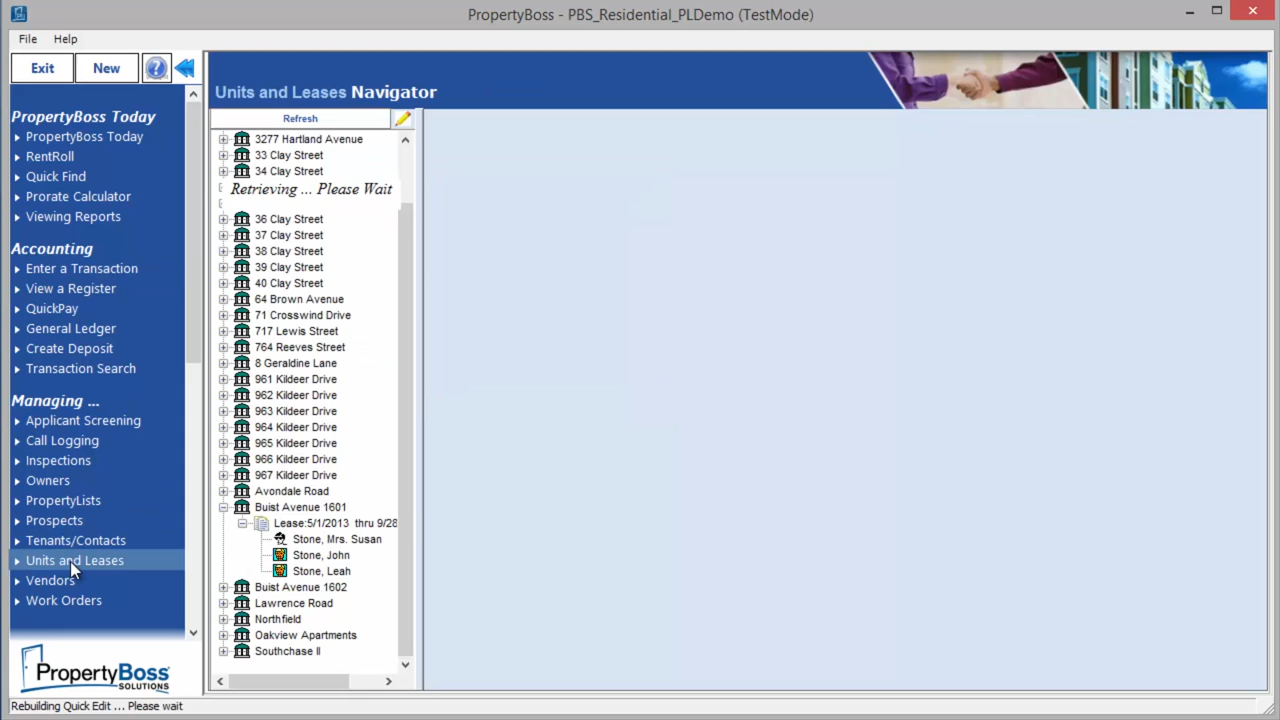 PropertyBoss - PBS_Residential_PLDemo (TestMode)
File Help
Exit New
Units and Leases Navigator
PropertyBoss Today
PropertyBoss Today
RentRoll
Quick Find
Prorate Calculator
Viewing Reports
Accounting
Enter a Transaction
View a Register
QuickPay
General Ledger
Create Deposit
Transaction Search
Managing ...
Applicant Screening
Call Logging
Inspections
Owners
PropertyLists
Prospects
Tenants/Contacts
Units and Leases
Vendors
Work Orders
PropertyBoss
SOLUTIONS
Refresh
3277 Hartland Avenue
33 Clay Street
34 Clay Street
Retrieving ... Please Wait
36 Clay Street
37 Clay Street
38 Clay Street
39 Clay Street
40 Clay Street
64 Brown Avenue
71 Crosswind Drive
717 Lewis Street
764 Reeves Street
8 Geraldine Lane
961 Kildeer Drive
962 Kildeer Drive
963 Kildeer Drive
964 Kildeer Drive
965 Kildeer Drive
966 Kildeer Drive
967 Kildeer Drive
Avondale Road
Buist Avenue 1601
Lease:5/1/2013 thru 9/28
Stone, Mrs. Susan
Stone, John
Stone, Leah
Buist Avenue 1602
Lawrence Road
Northfield
Oakview Apartments
Southchase II
Rebuilding Quick Edit ... Please wait